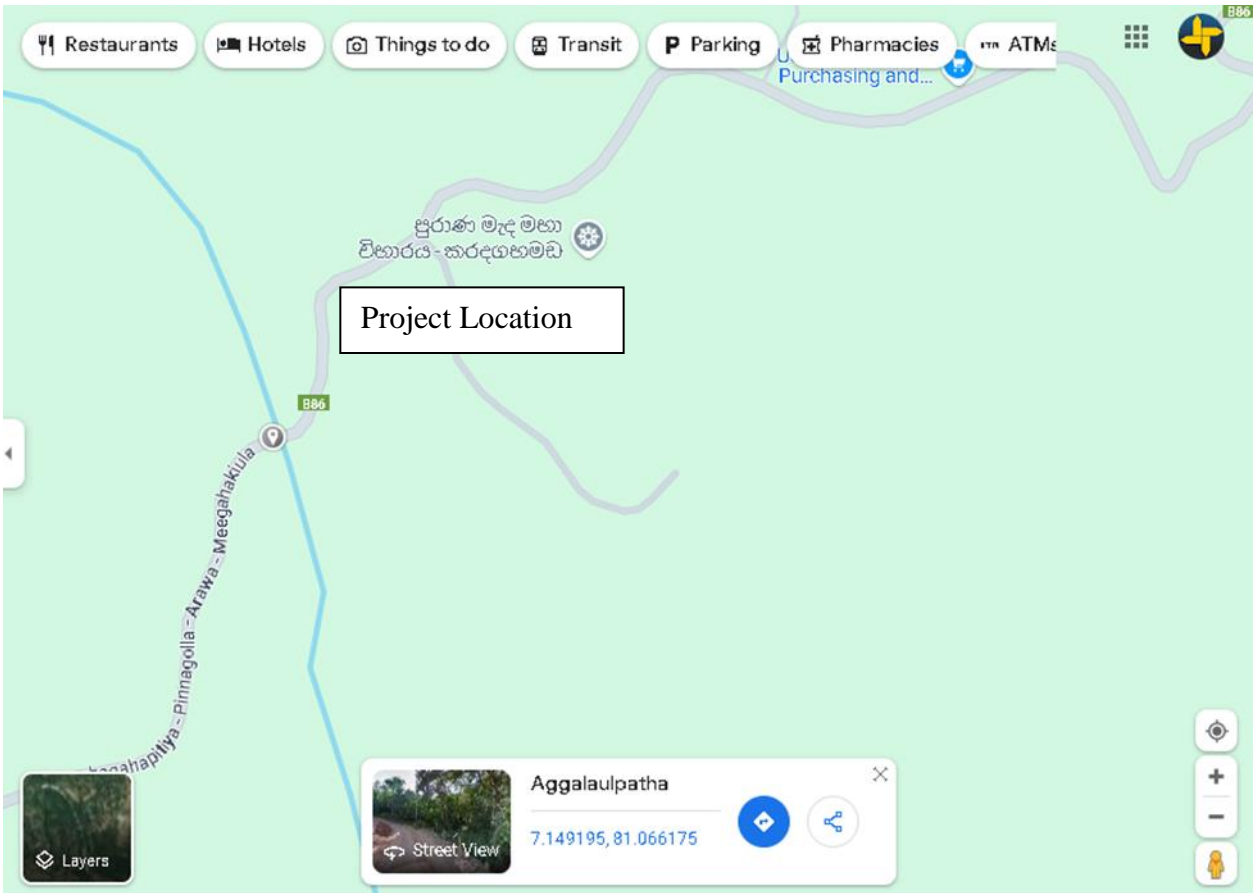 B86
Restaurants
Hotels
Things to do
Transit
P Parking
Pharmacies
ATMs
Purchasing and...
පුරාණ මැද මහා
විහාරය - කරදගහමඩ
Project Location
B86
Pinnagolla - Arawa - Meegahakiula
Aggalaulpatha
7.149195, 81.066175
Street View
Layers